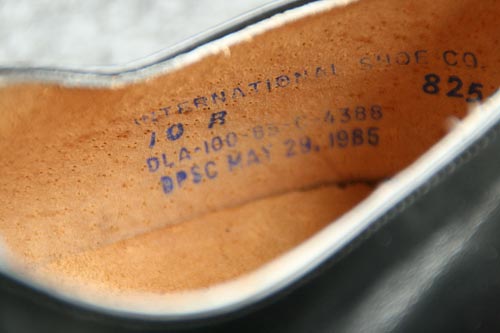 INTERNATIONAL SHOE CO.
825
10 R
DLA-100-85-C-4388
DPSC MAY 29, 1985